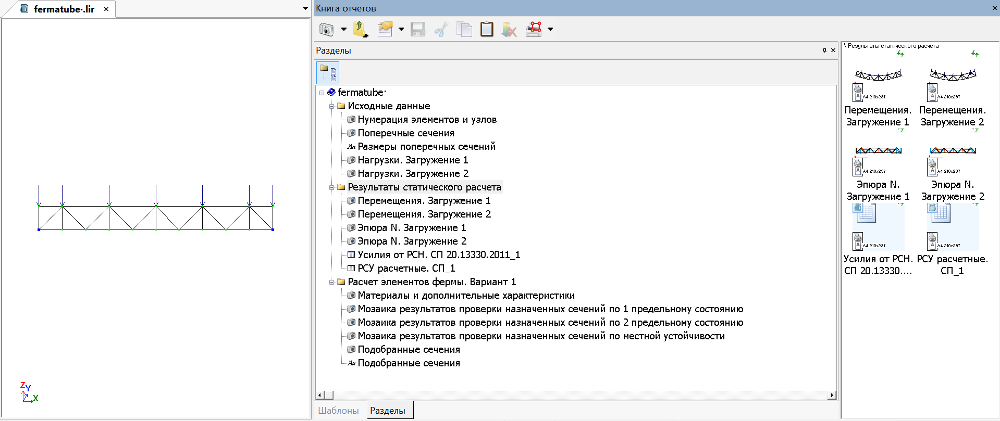 fermatube·.lir
Книга отчетов
Разделы
fermatube·
Исходные данные
Нумерация элементов и узлов
Поперечные сечения
Aa Размеры поперечных сечений
Нагрузки. Загружение 1
Нагрузки. Загружение 2
Результаты статического расчета
Перемещения. Загружение 1
Перемещения. Загружение 2
Эпюра N. Загружение 1
Эпюра N. Загружение 2
Усилия от РСН. СП 20.13330.2011_1
РСУ расчетные. СП_1
Расчет элементов фермы. Вариант 1
Материалы и дополнительные характеристики
Мозаика результатов проверки назначенных сечений по 1 предельному состоянию
Мозаика результатов проверки назначенных сечений по 2 предельному состоянию
Мозаика результатов проверки назначенных сечений по местной устойчивости
Подобранные сечения
Aa Подобранные сечения
Шаблоны Разделы
Z
Y
X
\ Результаты статического расчета
A A4 210x297
A A4 210x297
Перемещения. Перемещения.
Загружение 1 Загружение 2
A A4 210x297
A A4 210x297
Эпюра N. Эпюра N.
Загружение 1 Загружение 2
A A4 210x297
A A4 210x297
Усилия от РСН. РСУ расчетные.
СП 20.13330.... СП_1